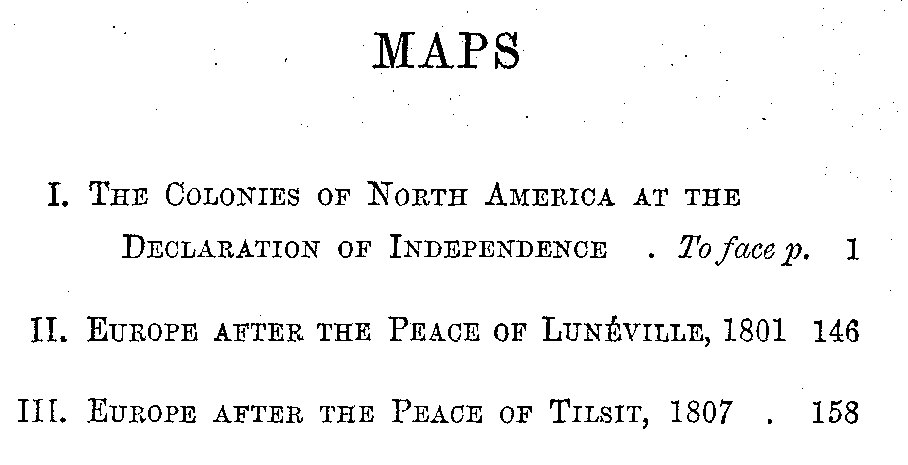 MAPS
I. The Colonies of North America at the
Declaration of Independence . To face p. 1
II. Europe after the Peace of Lunéville, 1801 146
III. Europe after the Peace of Tilsit, 1807 . 158